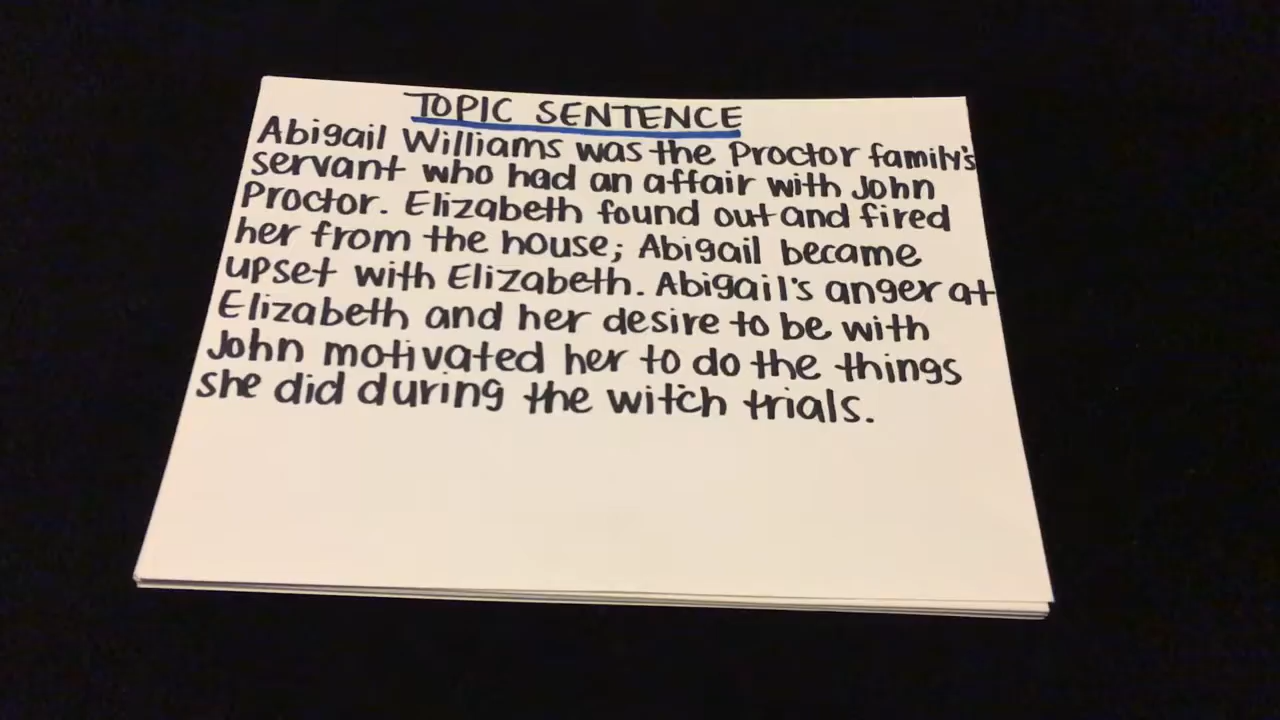 TOPIC SENTENCE
Abigail Williams was the Proctor family's
servant who had an affair with John
Proctor. Elizabeth found out and fired
her from the house; Abigail became
upset with Elizabeth. Abigail's anger at
Elizabeth and her desire to be with
John motivated her to do the things
she did during the witch trials.